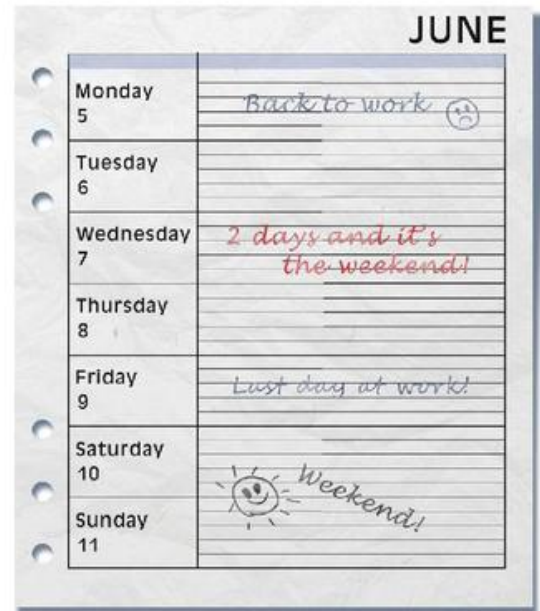 JUNE
Monday
5
Back to work
Tuesday
6
Wednesday
7
2 days and it's
the weekend!
Thursday
8
Friday
9
Last day at work!
Saturday
10
Weekend!
Sunday
11